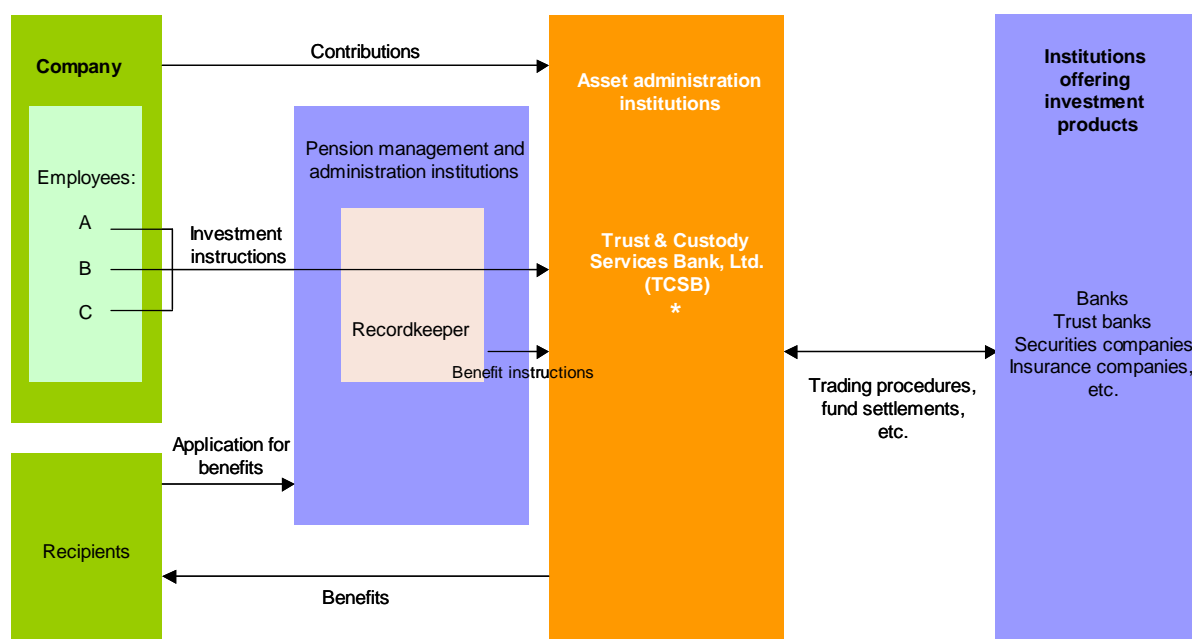 Company
Employees:
A
B
C
Contributions
Investment
instructions
Pension management and
administration institutions
Recordkeeper
Benefit instructions
Asset administration
institutions
Trust & Custody
Services Bank, Ltd.
(TCSB)
*
Institutions
offering
investment
products
Banks
Trust banks
Securities companies
Insurance companies,
etc.
Trading procedures,
fund settlements,
etc.
Application for
benefits
Recipients
Benefits